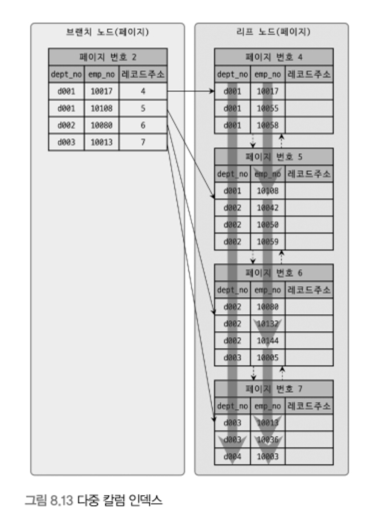 브랜치 노드(페이지)
페이지 번호 2
dept_no emp_no 레코드주소
d001 10017 4
d001 10108 5
d002 10080 6
d003 10013 7
리프 노드(페이지)
페이지 번호 4
dept_no emp_no 레코드주소
d001 10017
d001 10055
d001 10058
페이지 번호 5
dept_no emp_no 레코드주소
d001 10108
d002 10042
d002 10050
d002 10059
페이지 번호 6
dept_no emp_no 레코드주소
d002 10080
d002 10132
d002 10144
d003 10005
페이지 번호 7
dept_no emp_no 레코드주소
d003 10013
d003 10036
d004 10003
그림 8.13 다중 칼럼 인덱스